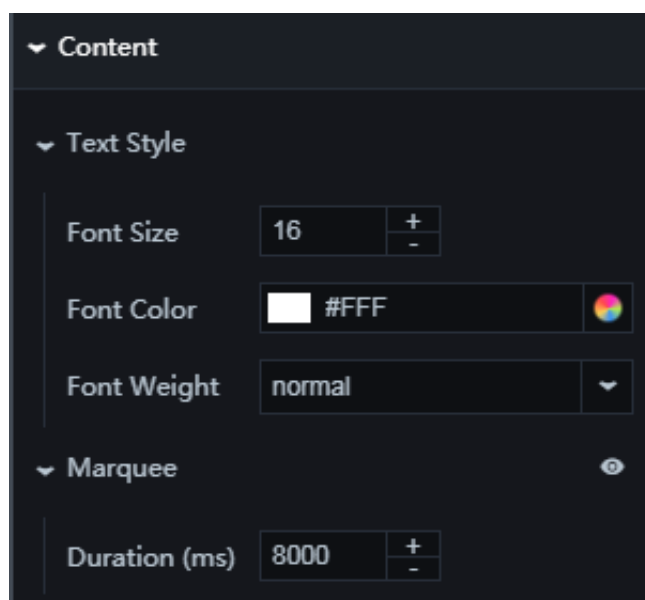 Content
Text Style
Font Size 16 + -
Font Color #FFF
Font Weight normal
Marquee
Duration (ms) 8000 + -